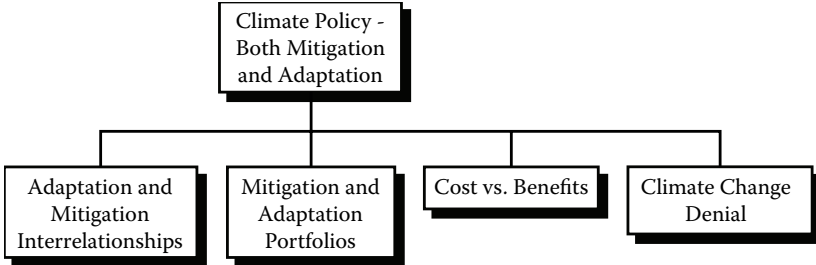 Climate Policy -
Both Mitigation
and Adaptation
Adaptation and
Mitigation
Interrelationships
Mitigation and
Adaptation
Portfolios
Cost vs. Benefits
Climate Change
Denial